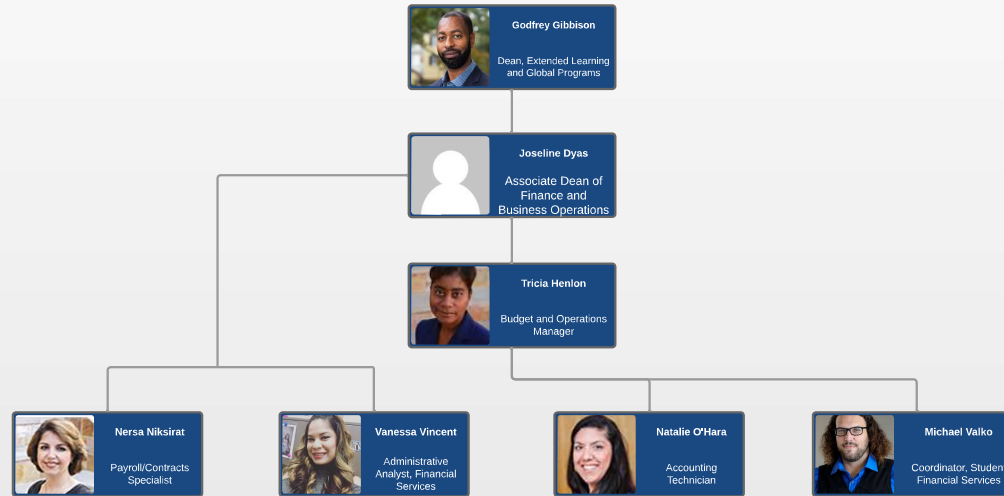 Godfrey Gibbison
Dean, Extended Learning
and Global Programs
Joseline Dyas
Associate Dean of
Finance and
Business Operations
Tricia Henlon
Budget and Operations
Manager
Nersa Niksirat
Payroll/Contracts
Specialist
Vanessa Vincent
Administrative
Analyst, Financial
Services
Natalie O'Hara
Accounting
Technician
Michael Valko
Coordinator,
Financial Services